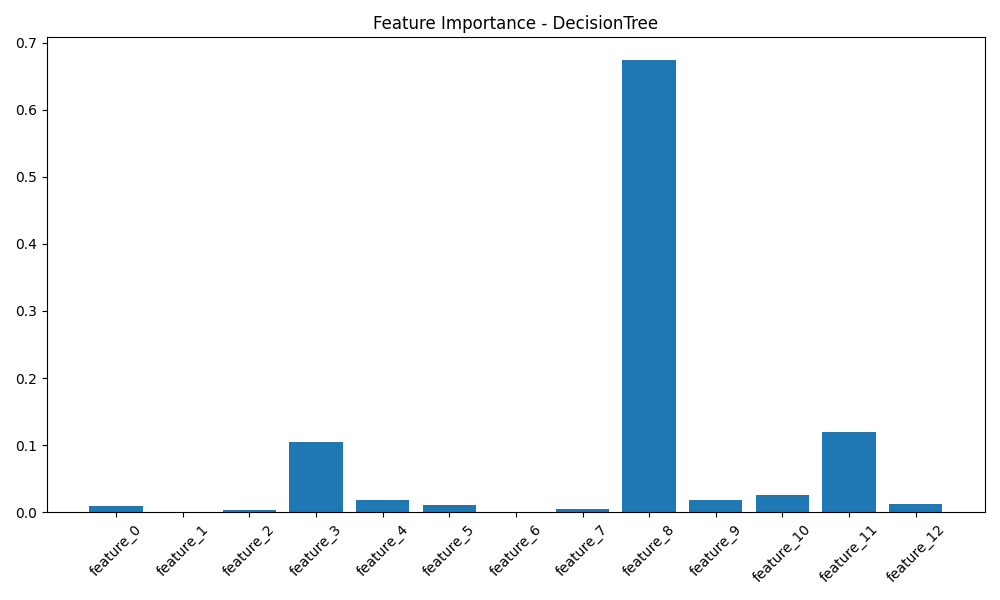 Feature Importance - DecisionTree
0.7
0.6
0.5
0.4
0.3
0.2
0.1
0.0
feature_0
feature_1
feature_2
feature_3
feature_4
feature_5
feature_6
feature_7
feature_8
feature_9
feature_10
feature_11
feature_12